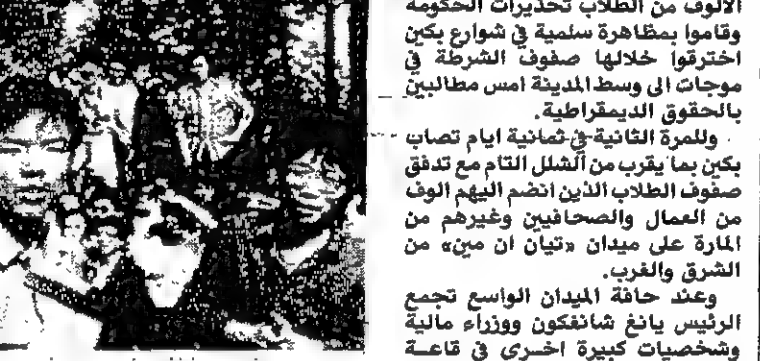 الالوف من الطلاب تحذيرات الحكومة
وقاموا بمظاهرة سلمية في شوارع بكين
اخترقوا خلالها صفوف الشرطة في
موجات الى وسط المدينة امس مطالبين
بالحقوق الديمقراطية.
وللمرة الثانية في ثمانية ايام تصاب
بكين بما يقرب من الشلل التام مع تدفق
صفوف الطلاب الذين انضم اليهم الوف
من العمال والصحافيين وغيرهم من
المارة على ميدان «تيان ان مين» من
الشرق والغرب.
وعند حافة الميدان الواسع تجمع
الرئيس يانغ شانفكون ووزراء مالية
وشخصيات كبيرة اخرى في قاعة